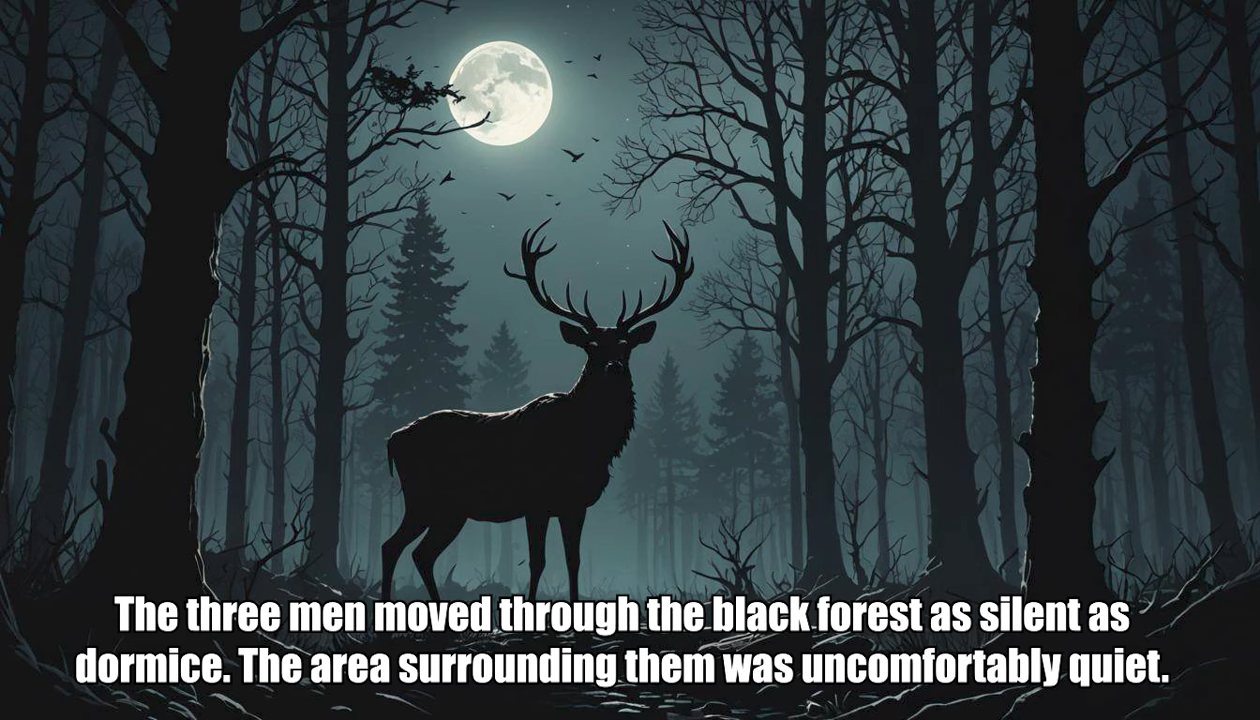 The three men moved through the black forest as silent as
dormice. The area surrounding them was uncomfortably quiet.